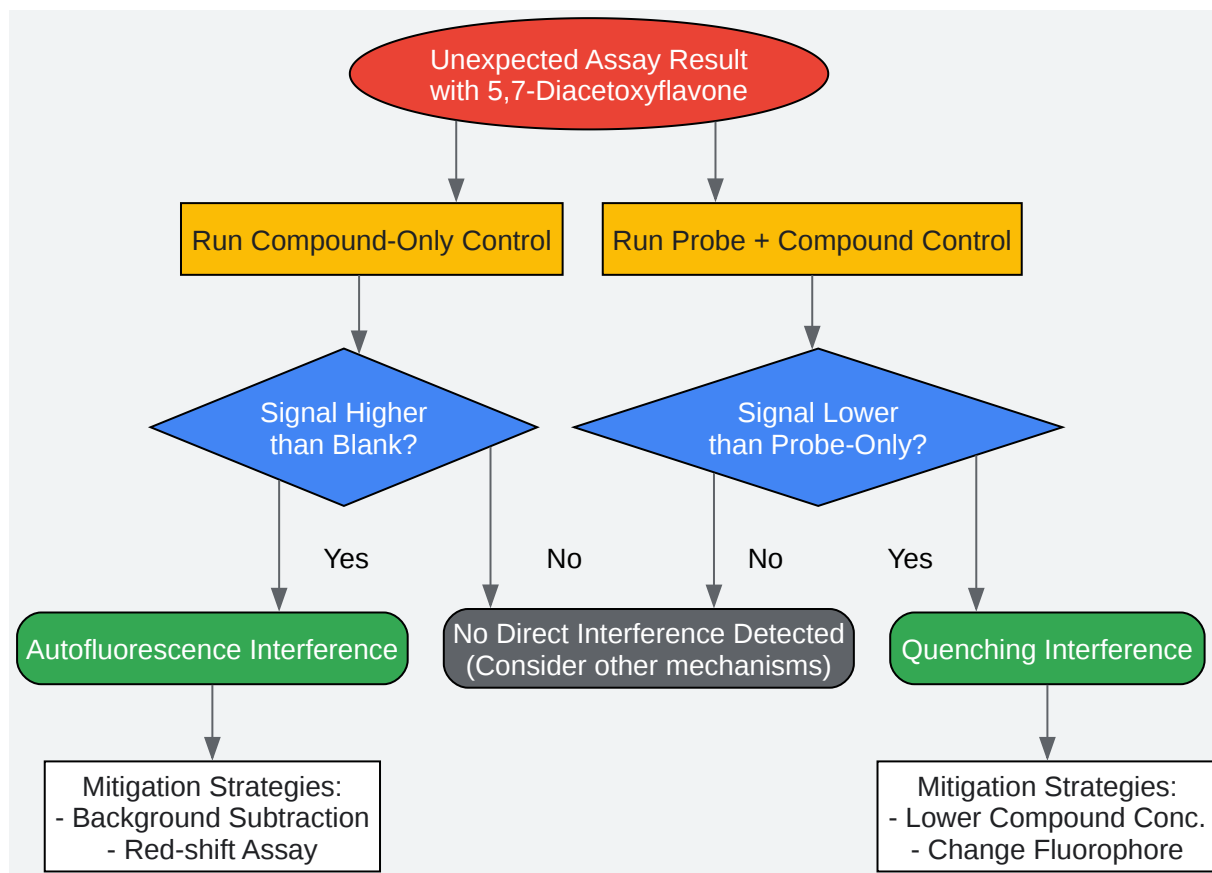 Unexpected Assay Result
with 5,7-Diacetoxyflavone
Run Compound-Only Control
Run Probe + Compound Control
Signal Higher
than Blank?
Signal Lower
than Probe-Only?
Yes
No
No
Yes
Autofluorescence Interference
No Direct Interference Detected
(Consider other mechanisms)
Quenching Interference
Mitigation Strategies:
- Background Subtraction
- Red-shift Assay
Mitigation Strategies:
- Lower Compound Conc.
- Change Fluorophore